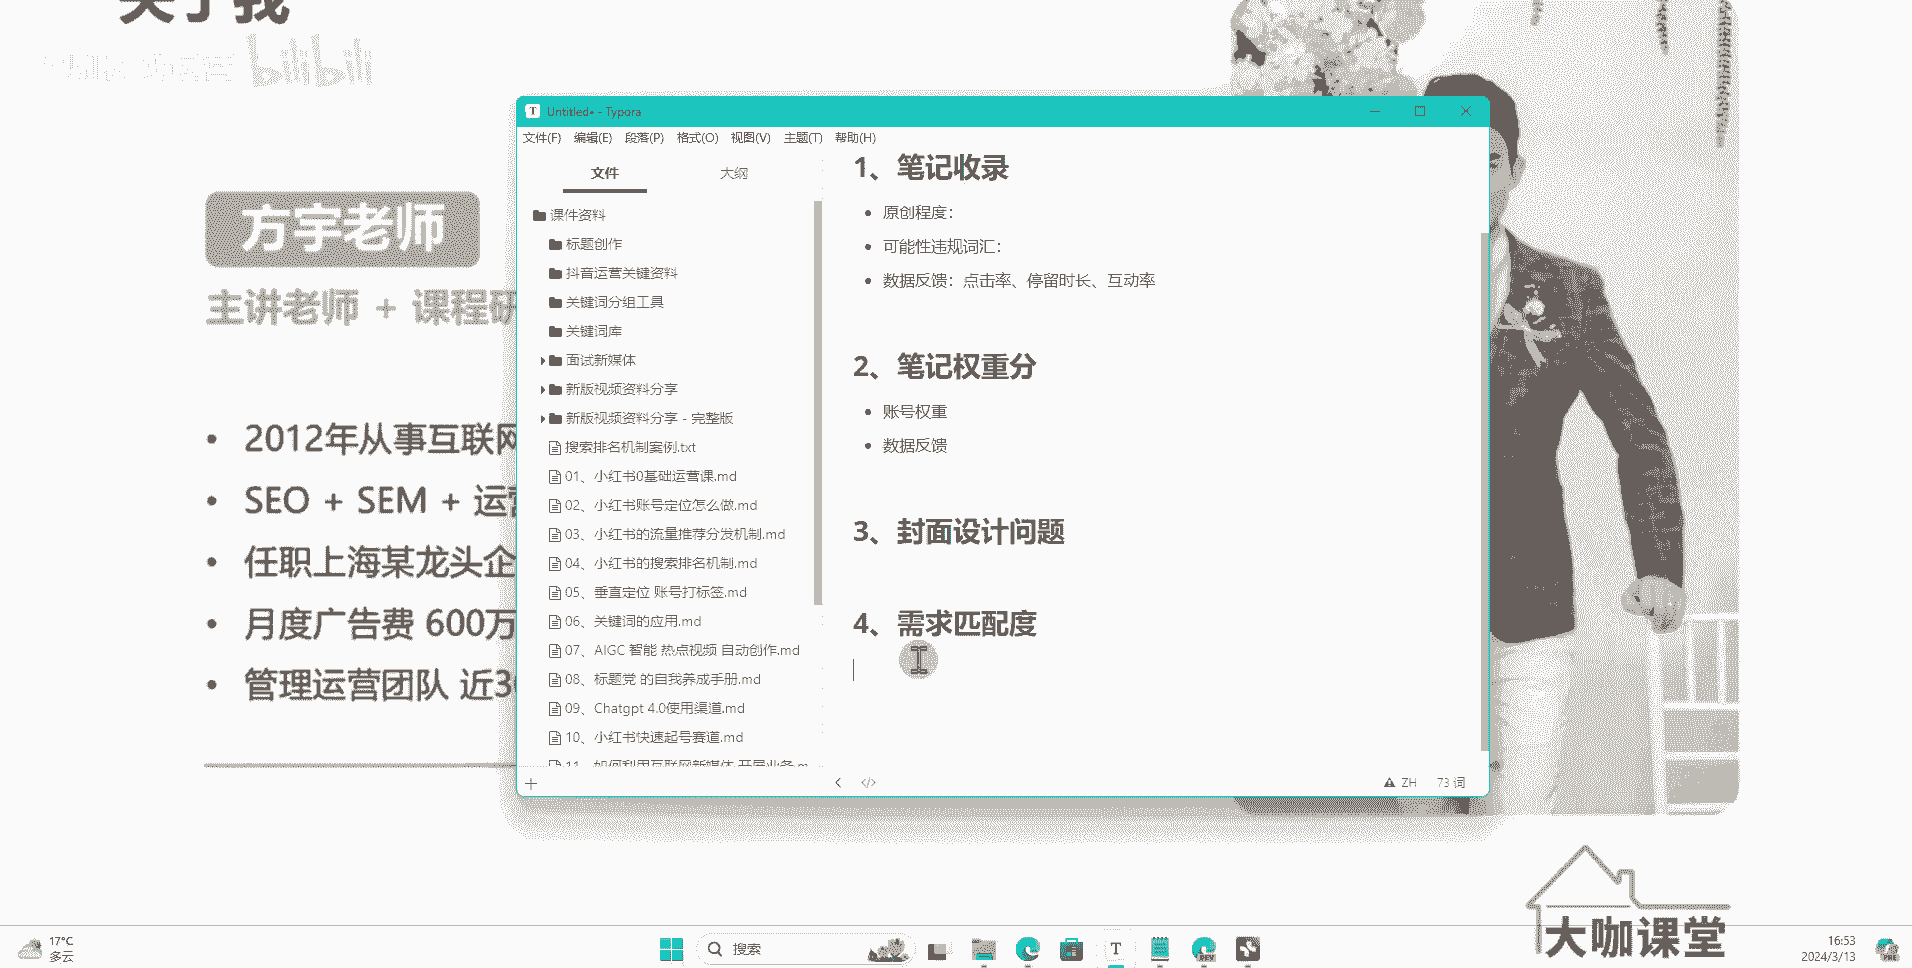 关于我
bilibili
方宇老师
主讲老师 + 课程研
2012年从事互联网
SEO + SEM + 运营
任职上海某龙头企
月度广告费 600万
管理运营团队 近30
Untitled• - Typora
文件(F) 编辑(E) 段落(P) 格式(O) 视图(V) 主题(T) 帮助(H)
文件 大纲
课件资料
标题创作
抖音运营关键资料
关键词分组工具
关键词库
面试新媒体
新版视频资料分享
新版视频资料分享 - 完整版
搜索排名机制案例.txt
01、小红书0基础运营课.md
02、小红书账号定位怎么做.md
03、小红书的流量推荐分发机制.md
04、小红书的搜索排名机制.md
05、垂直定位 账号打标签.md
06、关键词的应用.md
07、AIGC 智能 热点视频 自动创作.md
08、标题党 的自我养成手册.md
09、Chatgpt 4.0使用渠道.md
10、小红书快速起号赛道.md
11、如何利用互联网新媒体 开展业务.m
1、笔记收录
原创程度：
可能性违规词汇：
数据反馈：点击率、停留时长、互动率
2、笔记权重分
账号权重
数据反馈
3、封面设计问题
4、需求匹配度
ZH 73 词
大咖课堂
17°C
多云
搜索
T
DEV
16:53
2024/3/13
PRE